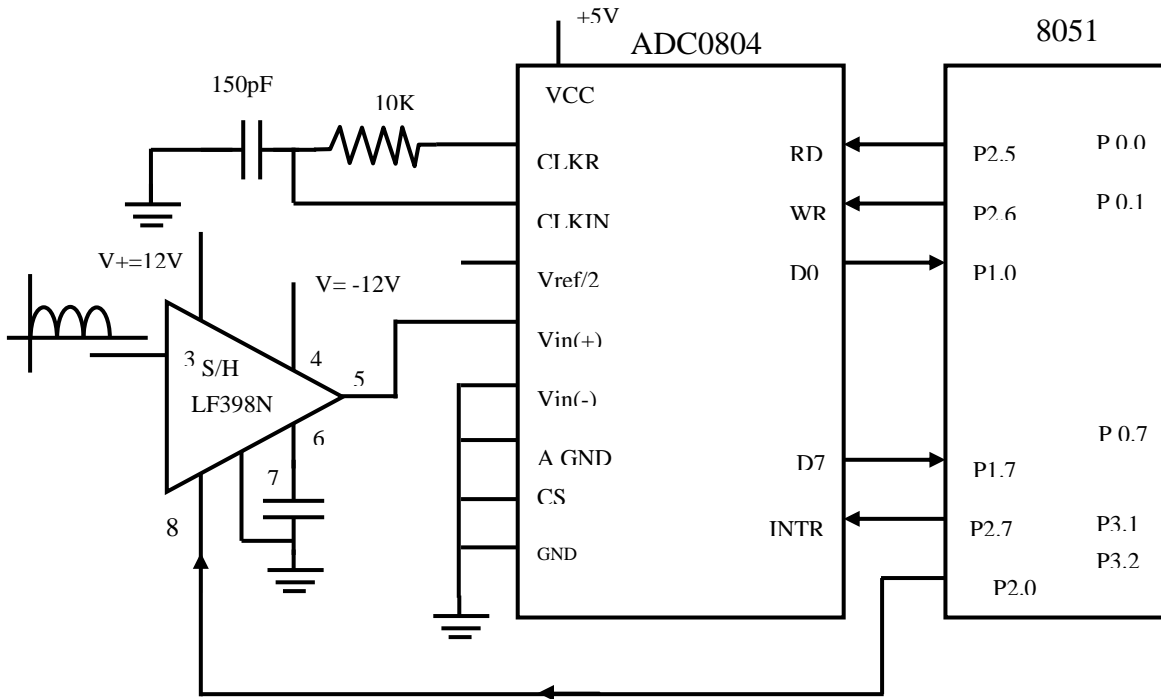 +5V
ADC0804
8051
150pF
10K
VCC
CLKR
RD
P2.5
P 0.0
CLKIN
WR
P2.6
P 0.1
V+=12V
V= -12V
Vref/2
D0
P1.0
3
S/H
LF398N
4
5
6
7
8
Vin(+)
Vin(-)
A GND
CS
GND
D7
P1.7
P 0.7
INTR
P2.7
P3.1
P3.2
P2.0